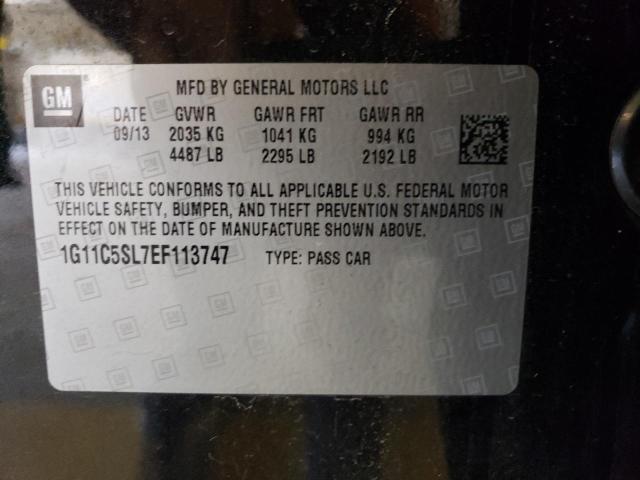 GM
MFD BY GENERAL MOTORS LLC
DATE GVWR GAWR FRT GAWR RR
09/13 2035 KG 1041 KG 994 KG
4487 LB 2295 LB 2192 LB
THIS VEHICLE CONFORMS TO ALL APPLICABLE U.S. FEDERAL MOTOR
VEHICLE SAFETY, BUMPER, AND THEFT PREVENTION STANDARDS IN
EFFECT ON THE DATE OF MANUFACTURE SHOWN ABOVE.
1G11C5SL7EF113747 TYPE: PASS CAR